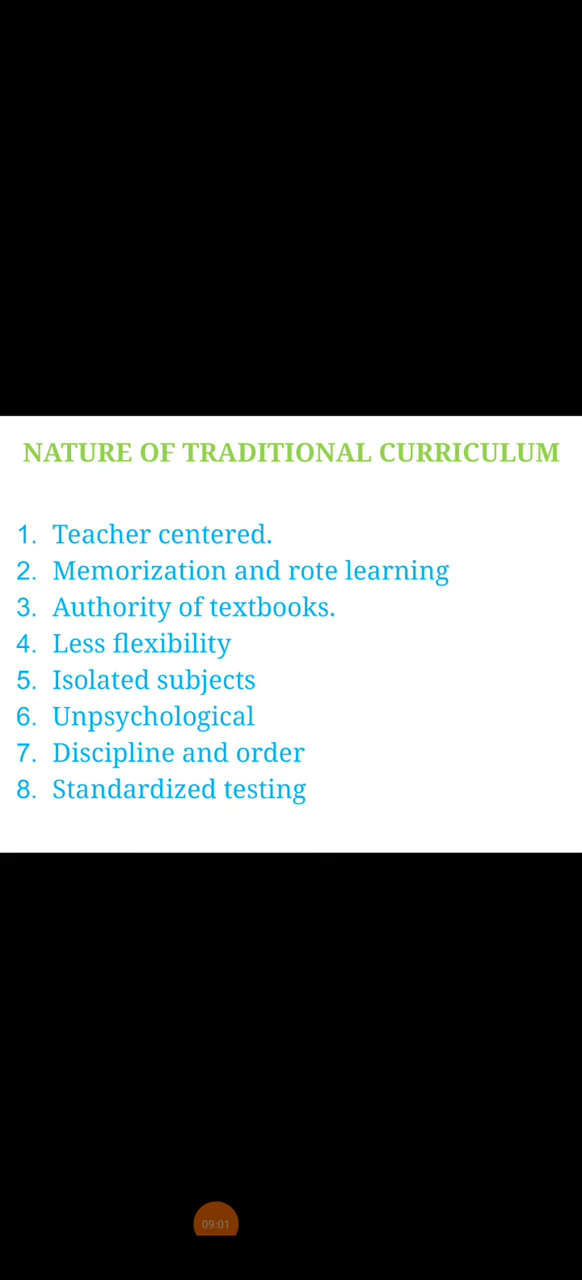 NATURE OF TRADITIONAL CURRICULUM
1. Teacher centered.
2. Memorization and rote learning
3. Authority of textbooks.
4. Less flexibility
5. Isolated subjects
6. Unpsychological
7. Discipline and order
8. Standardized testing
09:01